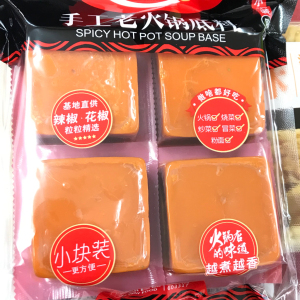 手工老火锅底料
SPICY HOT POT SOUP BASE
基地直供
辣椒·花椒
粒粒精选
★★★★★
做啥都好吃
火锅 烧菜
炒菜 冒菜
粉面
小块装
更方便
火锅店
的味道
越煮越香